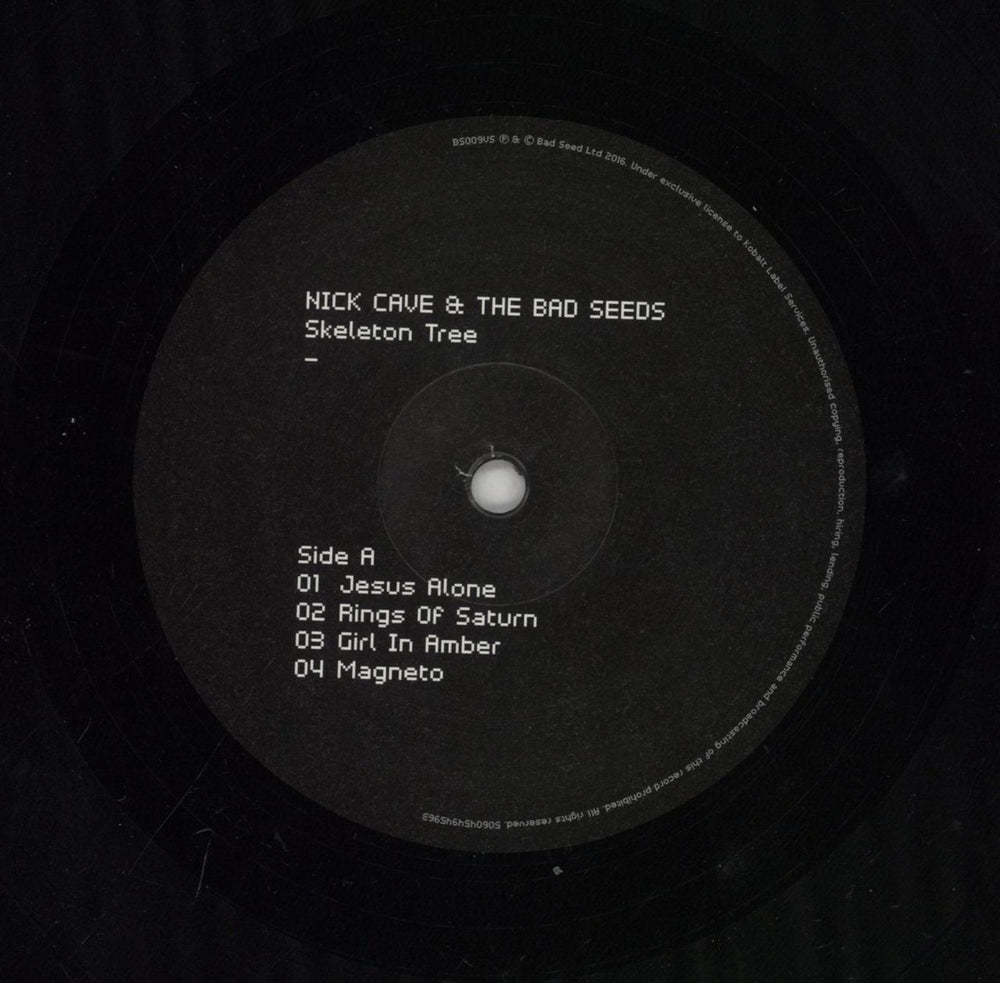 BS009VS ℗ & © Bad Seed Ltd 2016. Under exclusive license to Kobalt Label Services. Unauthorised copying, reproduction, hiring, lending, public performance and broadcasting of this record prohibited. All rights reserved. 5060454945963
NICK CAVE & THE BAD SEEDS
Skeleton Tree
–
Side A
01 Jesus Alone
02 Rings Of Saturn
03 Girl In Amber
04 Magneto